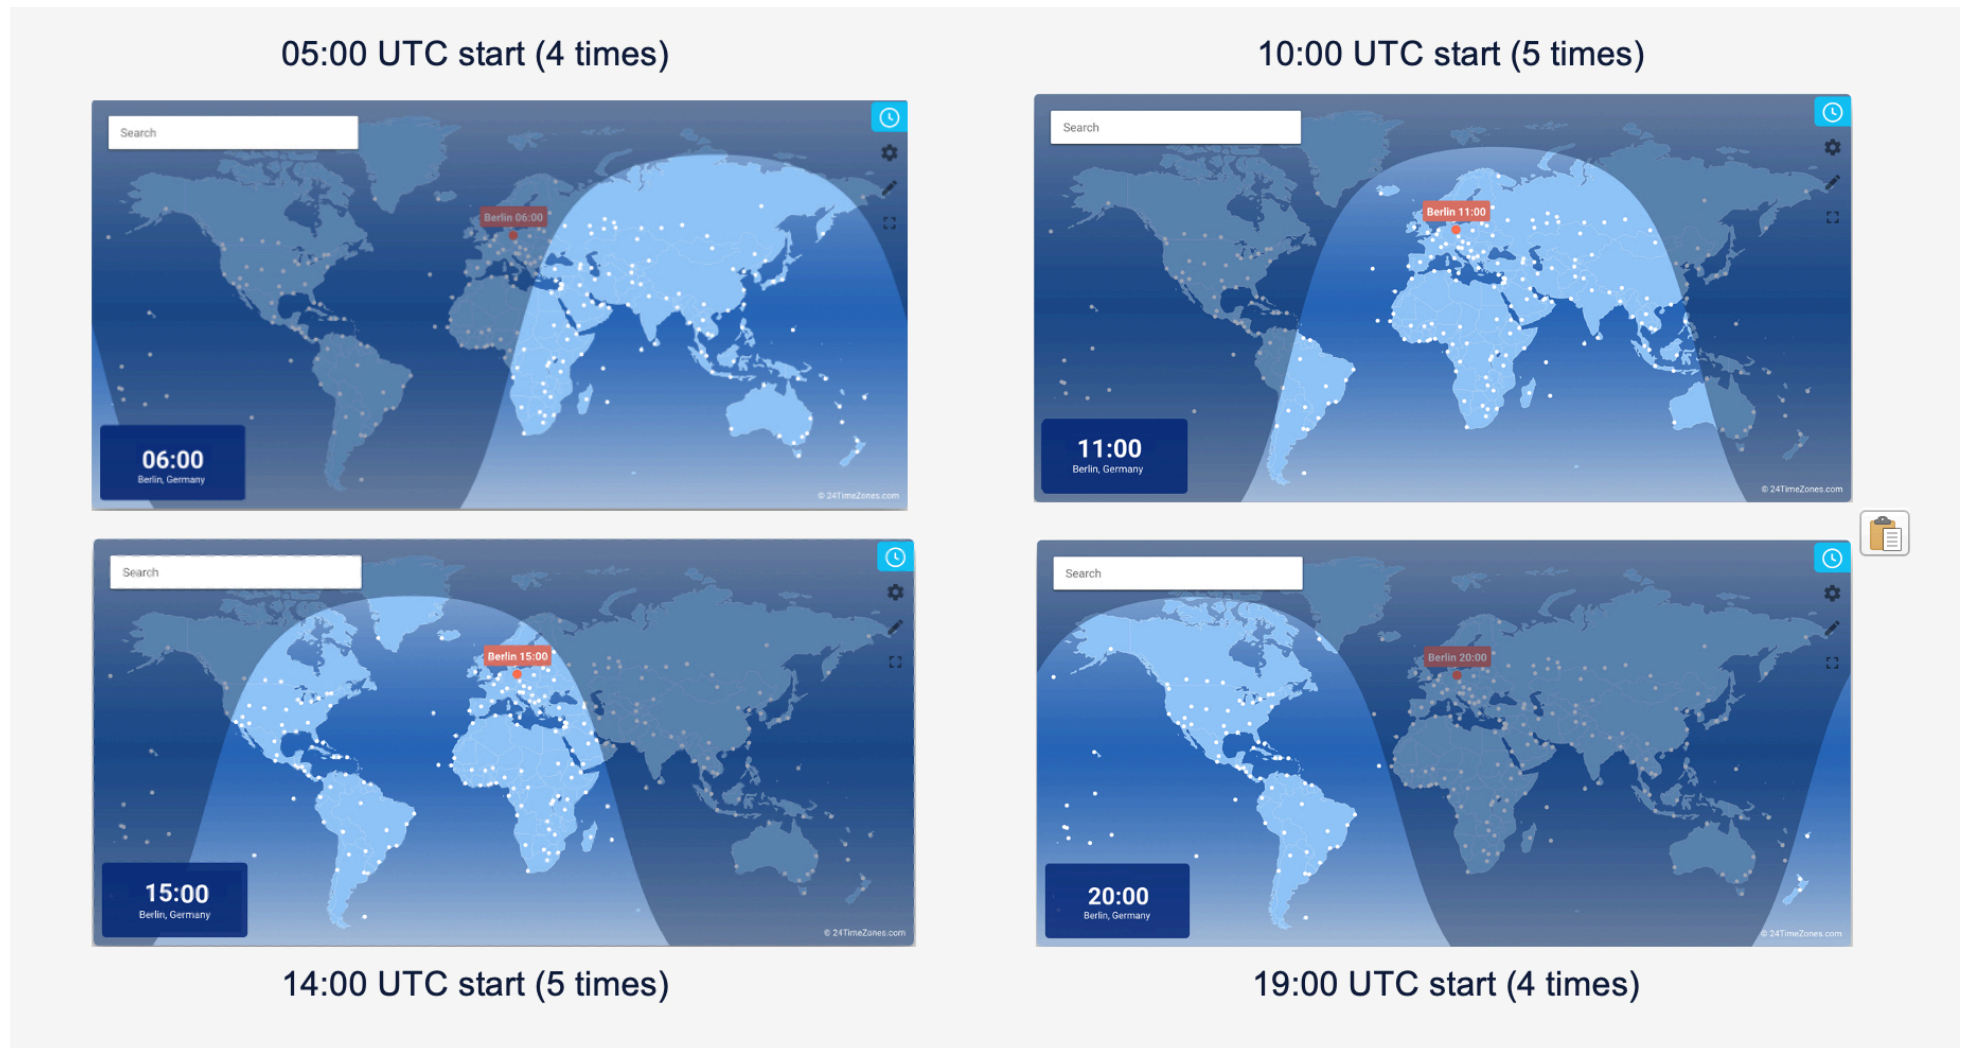 05:00 UTC start (4 times)
10:00 UTC start (5 times)
Search
Berlin 06:00
06:00
Berlin, Germany
© 24TimeZones.com
Search
Berlin 11:00
11:00
Berlin, Germany
© 24TimeZones.com
Search
Berlin 15:00
15:00
Berlin, Germany
© 24TimeZones.com
Search
Berlin 20:00
20:00
Berlin, Germany
© 24TimeZones.com
14:00 UTC start (5 times)
19:00 UTC start (4 times)